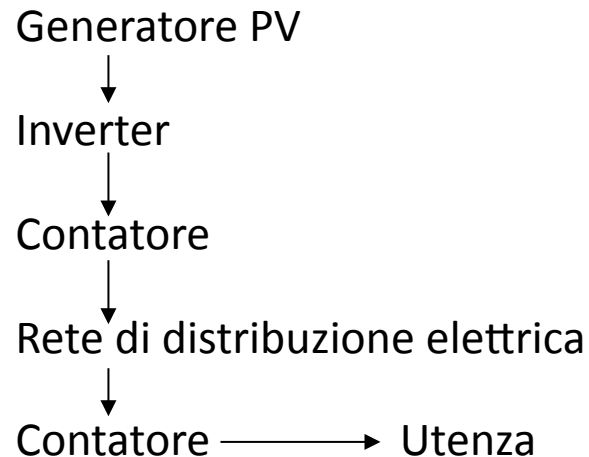 Generatore PV
Inverter
Contatore
Rete di distribuzione elettrica
Contatore → Utenza